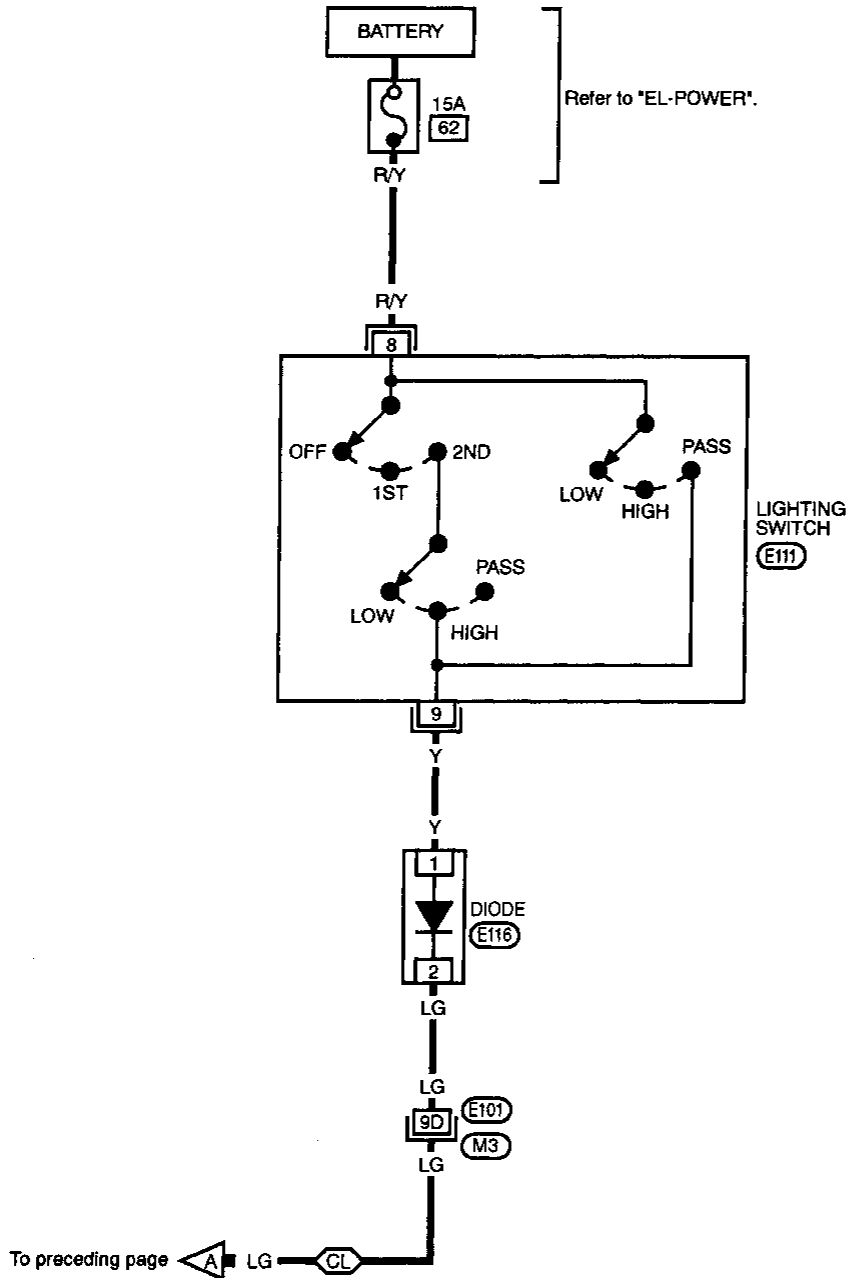 BATTERY
15A
62
Refer to "EL-POWER".
R/Y
R/Y
8
OFF
2ND
1ST
LOW
PASS
HIGH
LIGHTING
SWITCH
E111
PASS
LOW
HIGH
9
Y
Y
1
DIODE
E116
2
LG
LG
9D
E101
M3
LG
To preceding page
A
LG
CL